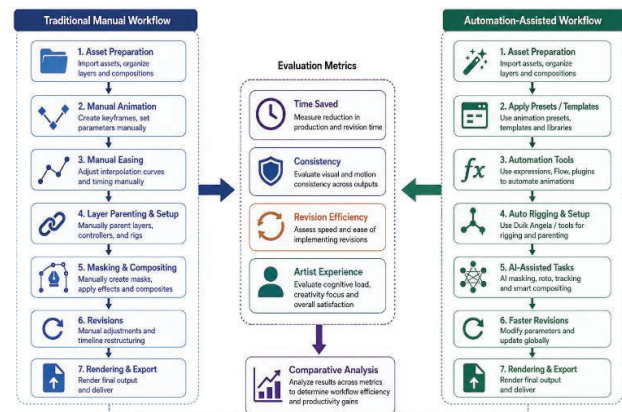 Traditional Manual Workflow
1. Asset Preparation
Import assets, organize
layers and compositions
2. Manual Animation
Create keyframes, set
parameters manually
3. Manual Easing
Adjust interpolation curves
and timing manually
4. Layer Parenting & Setup
Manually parent layers,
controllers, and rigs
5. Masking & Compositing
Manually create masks,
apply effects and composites
6. Revisions
Manual adjustments and
timeline restructuring
7. Rendering & Export
Render final output
and deliver
Evaluation Metrics
Time Saved
Measure reduction in
production and revision time
Consistency
Evaluate visual and motion
consistency across outputs
Revision Efficiency
Assess speed and ease of
implementing revisions
Artist Experience
Evaluate cognitive load,
creativity focus and
overall satisfaction
Comparative Analysis
Analyze results across metrics
to determine workflow efficiency
and productivity gains
Automation-Assisted Workflow
1. Asset Preparation
Import assets, organize
layers and compositions
2. Apply Presets / Templates
Use animation presets,
templates and libraries
fx
3. Automation Tools
Use expressions, Flow, plugins
to automate animations
4. Auto Rigging & Setup
Use Duik Angela / tools for
rigging and parenting
5. AI-Assisted Tasks
AI masking, roto, tracking
and smart compositing
6. Faster Revisions
Modify parameters and
update globally
7. Rendering & Export
Render final output
and deliver